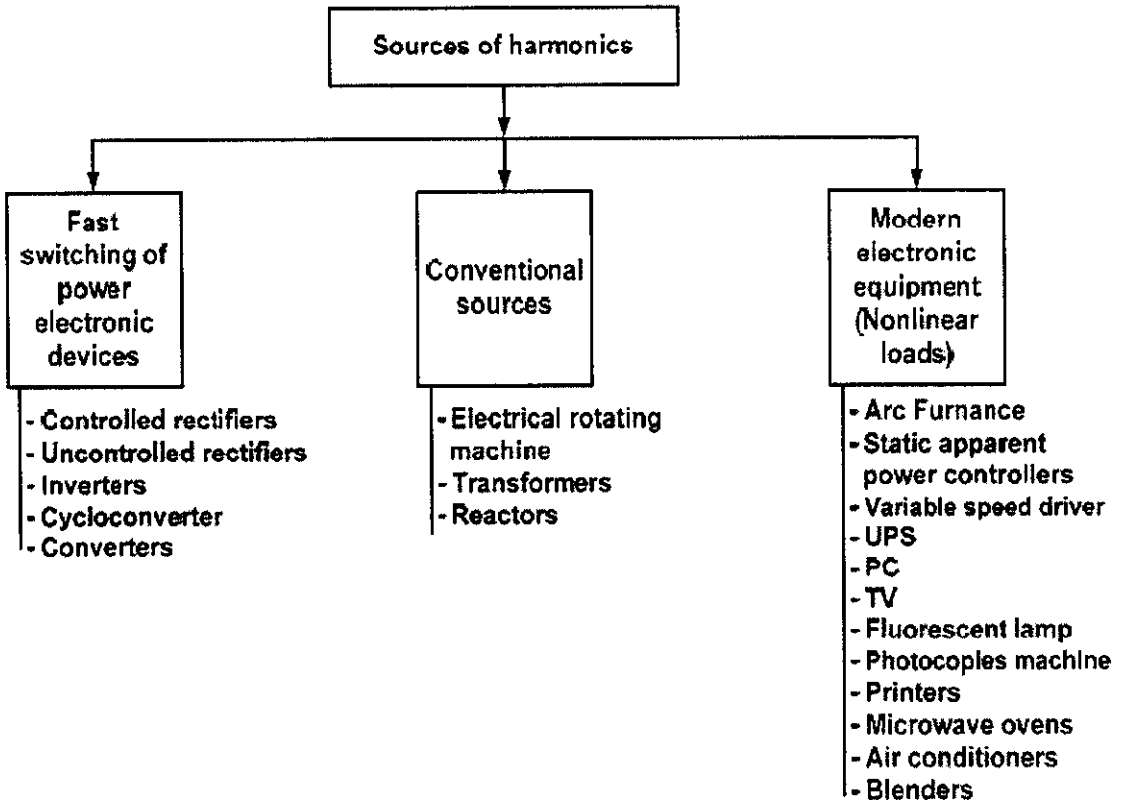 Sources of harmonics
Fast
switching of
power
electronic
devices
- Controlled rectifiers
- Uncontrolled rectifiers
- Inverters
- Cycloconverter
- Converters
Conventional
sources
- Electrical rotating
machine
- Transformers
- Reactors
Modern
electronic
equipment
(Nonlinear
loads)
- Arc Furnance
- Static apparent
power controllers
- Variable speed driver
- UPS
- PC
- TV
- Fluorescent lamp
- Photocoples machine
- Printers
- Microwave ovens
- Air conditioners
- Blenders